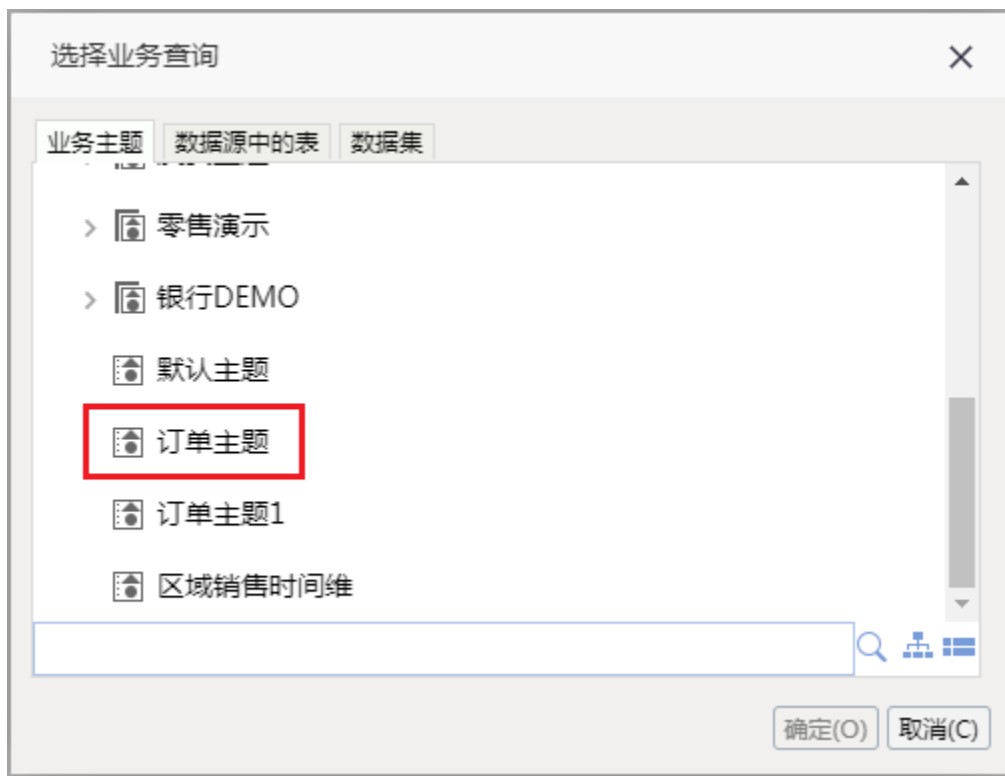 选择业务查询
业务主题 数据源中的表 数据集
零售演示
银行DEMO
默认主题
订单主题
订单主题1
区域销售时间维
确定(O) 取消(C)